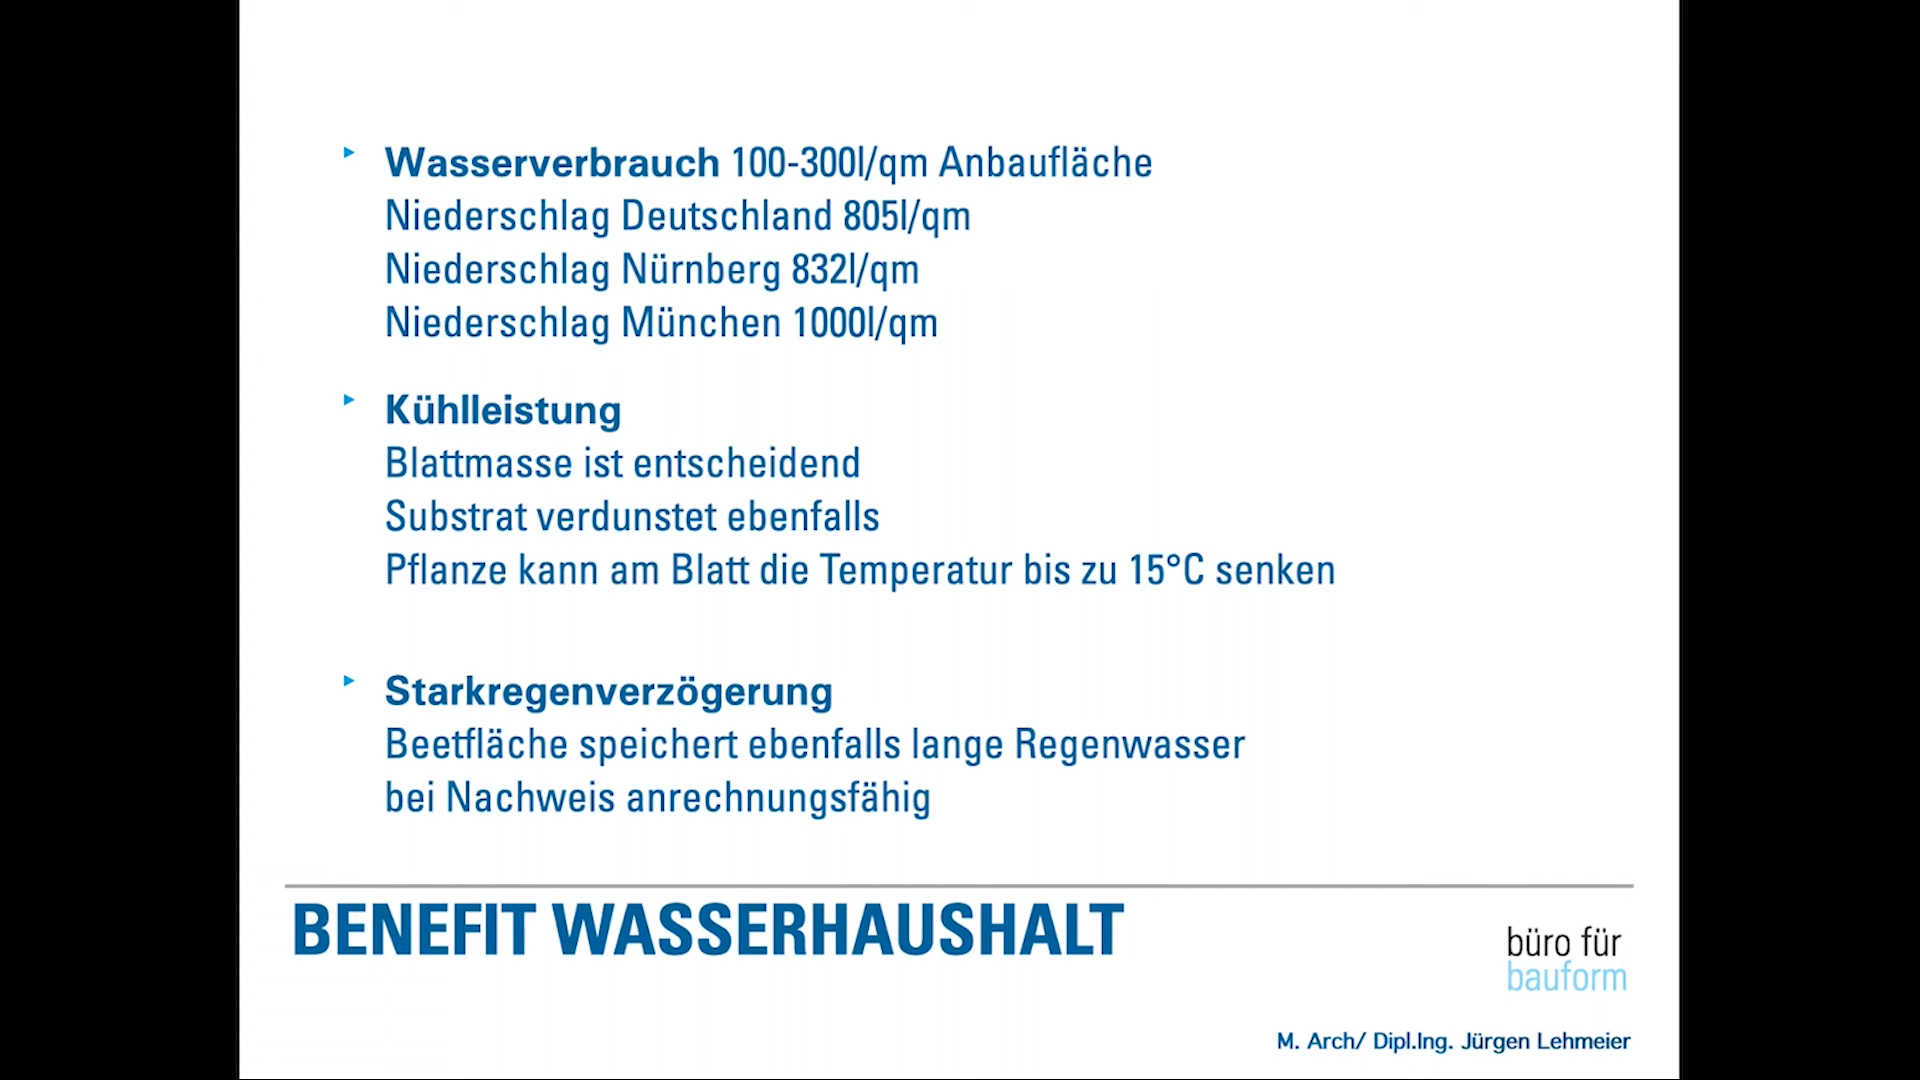 Wasserverbrauch 100-300l/qm Anbaufläche
Niederschlag Deutschland 805l/qm
Niederschlag Nürnberg 832l/qm
Niederschlag München 1000l/qm
Kühlleistung
Blattmasse ist entscheidend
Substrat verdunstet ebenfalls
Pflanze kann am Blatt die Temperatur bis zu 15°C senken
Starkregenverzögerung
Beetfläche speichert ebenfalls lange Regenwasser
bei Nachweis anrechnungsfähig
BENEFIT WASSERHAUSHALT
büro für
bauform
M. Arch/ Dipl.Ing. Jürgen Lehmeier